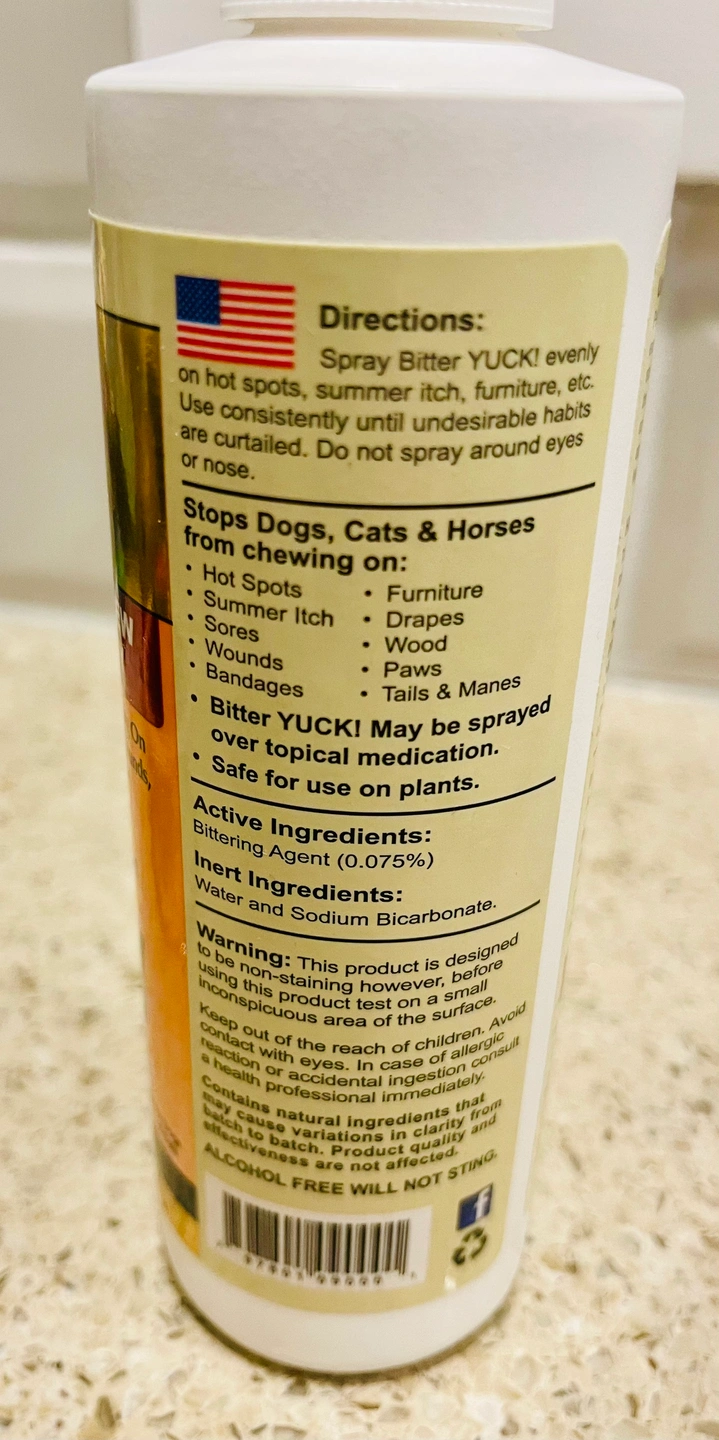 Directions:
Spray Bitter YUCK! evenly
on hot spots, summer itch, furniture, etc.
Use consistently until undesirable habits
are curtailed. Do not spray around eyes
or nose.
Stops Dogs, Cats & Horses
from chewing on:
• Hot Spots
• Summer Itch
• Sores
• Wounds
• Bandages
• Furniture
• Drapes
• Wood
• Paws
• Tails & Manes
• Bitter YUCK! May be sprayed
over topical medication.
• Safe for use on plants.
Active Ingredients:
Bittering Agent (0.075%)
Inert Ingredients:
Water and Sodium Bicarbonate.
Warning: This product is designed
to be non-staining however, before
using this product test on a small
inconspicuous area of the surface.
Keep out of the reach of children. Avoid
contact with eyes. In case of allergic
reaction or accidental ingestion consult
a health professional immediately.
Contains natural ingredients that
may cause variations in clarity from
batch to batch. Product quality and
effectiveness are not affected.
ALCOHOL FREE WILL NOT STING.
f
On